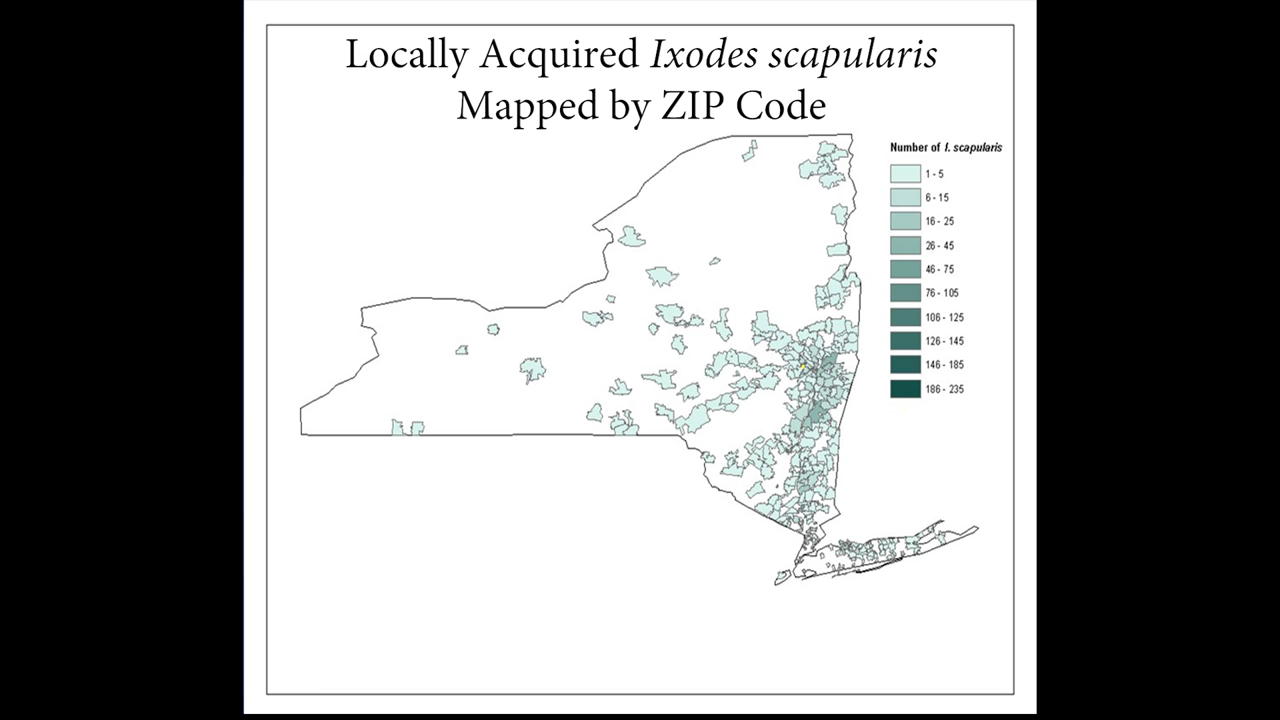 Locally Acquired Ixodes scapularis
Mapped by ZIP Code
Number of I. scapularis
1 - 5
6 - 15
16 - 25
26 - 45
46 - 75
76 - 105
106 - 125
126 - 145
146 - 185
186 - 235